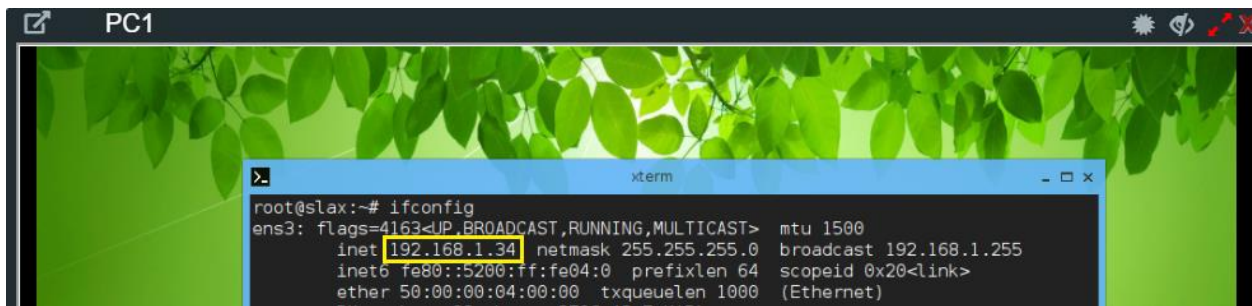 PC1
xterm
root@slax:~# ifconfig
ens3: flags=4163<UP,BROADCAST,RUNNING,MULTICAST>  mtu 1500
inet 192.168.1.34  netmask 255.255.255.0  broadcast 192.168.1.255
inet6 fe80::5200:ff:fe04:0  prefixlen 64  scopeid 0x20<link>
ether 50:00:00:04:00:00  txqueuelen 1000  (Ethernet)